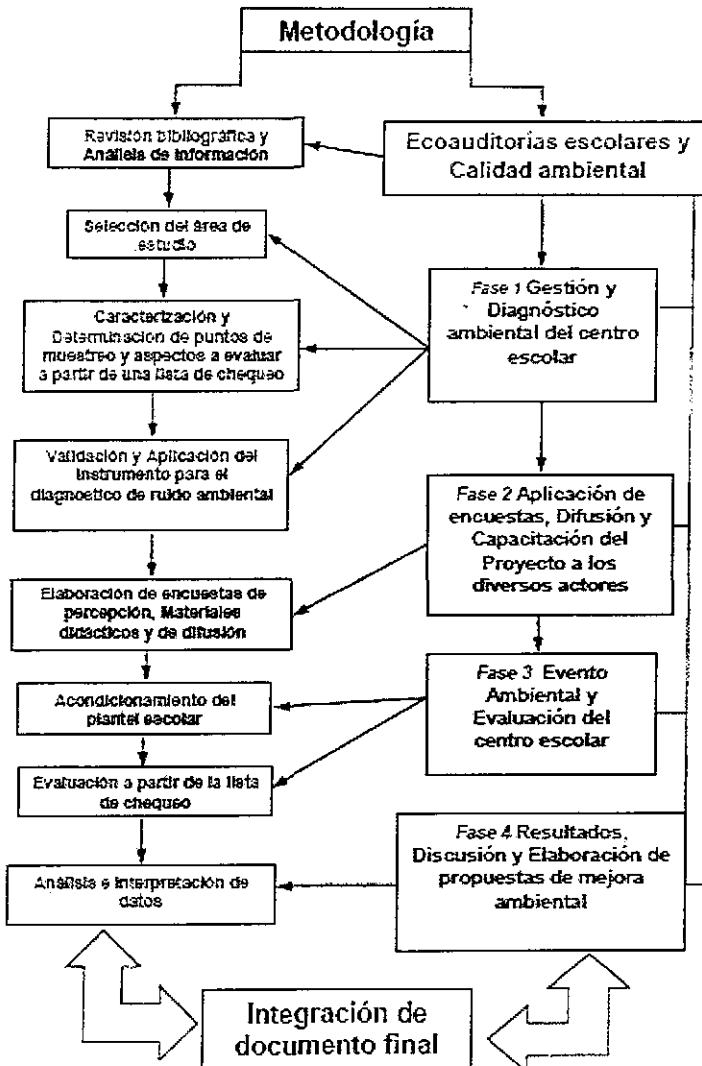 Metodología
Revisión bibliográfica y
Análisis de información
Ecoauditorias escolares y
Calidad ambiental
Selección del área de
estudio
Fase 1 Gestión y
Diagnóstico
ambiental del centro
escolar
Caracterización y
Determinación de puntos de
muestreo y aspectos a evaluar
a partir de una lista de chequeo
Validación y Aplicación del
Instrumento para el
diagnostico de ruido ambiental
Fase 2 Aplicación de
encuestas, Difusión y
Capacitación del
Proyecto a los
diversos actores
Elaboración de encuestas de
percepción, Materiales
didácticos y de difusión
Fase 3 Evento
Ambiental y
Evaluación del
centro escolar
Acondicionamiento del
plantel escolar
Evaluación a partir de la lista
de chequeo
Fase 4 Resultados,
Discusión y Elaboración de
propuestas de mejora
ambiental
Análisis e interpretación de
datos
Integración de
documento final